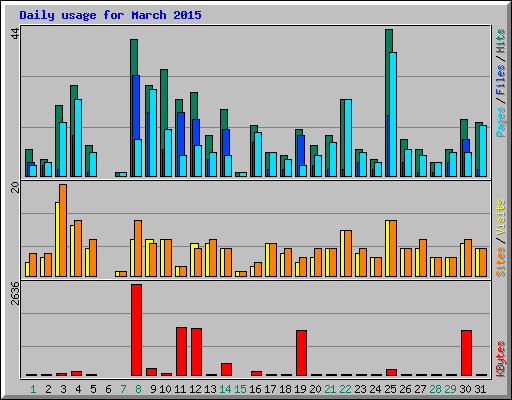 Daily usage for March 2015
44
20
2636
Pages/Files/Hits
Sites/Visits
KBytes
1 2 3 4 5 6 7 8 9 10 11 12 13 14 15 16 17 18 19 20 21 22 23 24 25 26 27 28 29 30 31